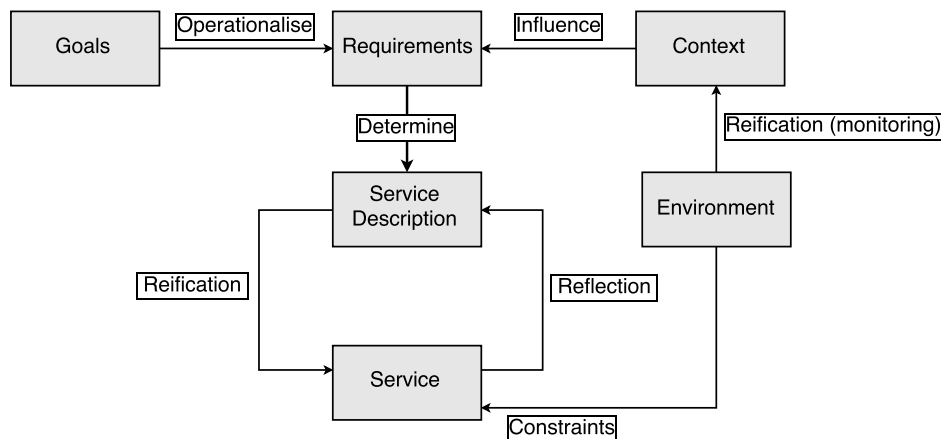 Goals
Operationalise
Requirements
Influence
Context
Determine
Reification (monitoring)
Service
Description
Environment
Reification
Reflection
Service
Constraints